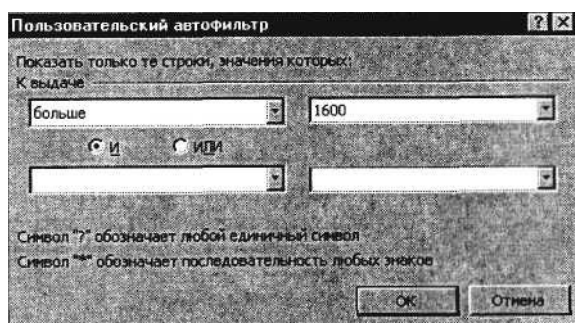 Пользовательский автофильтр
Показать только те строки, значения которых:
К выдаче
больше 1600
И ИЛИ
Символ "?" обозначает любой единичный символ
Символ "*" обозначает последовательность любых знаков
ОК Отмена